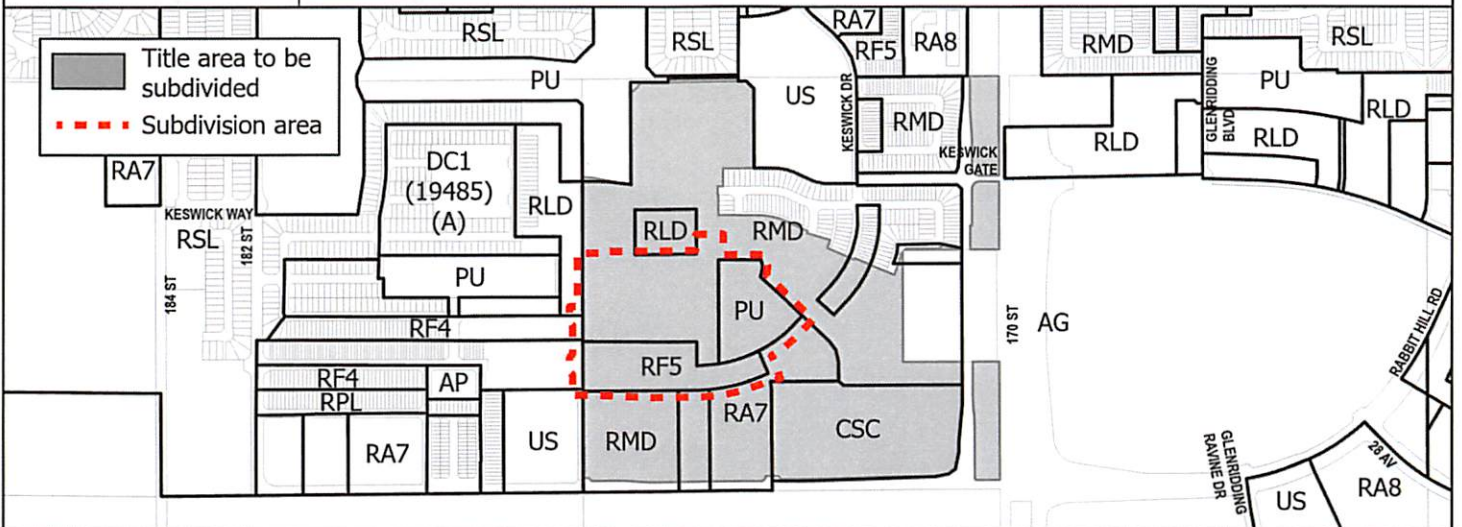 Title area to be
subdivided
Subdivision area
RSL
PU
RSL
RA7
RF5
RA8
US
KESWICK DR
RMD
KESWICK
GATE
RMD
RSL
PU
GLENRIDDING
BLVD
RLD
RLD
RLD
RA7
DC1
(19485)
(A)
RLD
KESWICK WAY
RSL
182 ST
184 ST
PU
RLD
RMD
PU
RF4
RF5
RF4
RPL
AP
RA7
US
RMD
RA7
CSC
170 ST
AG
RABBIT HILL RD
GLENRIDDING
RAVINE DR
28 AV
US
RA8